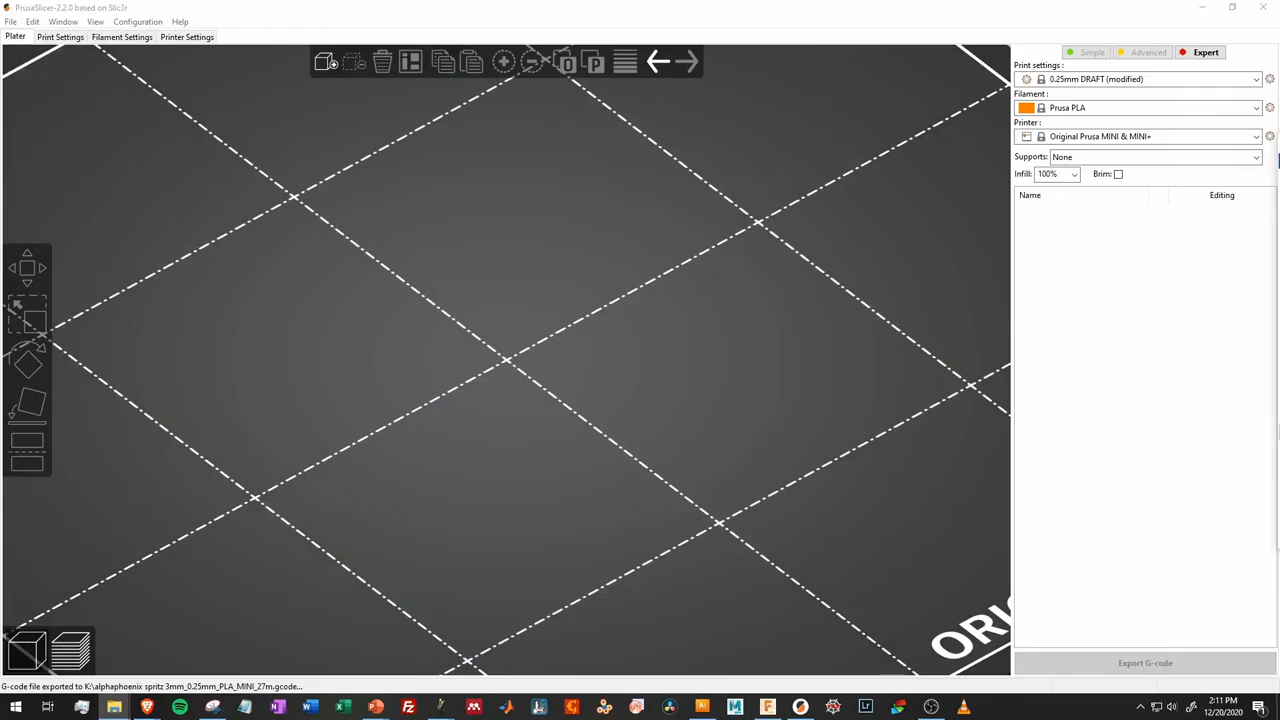 PrusaSlicer-2.2.0 based on Slic3r
File Edit Window View Configuration Help
Plater Print Settings Filament Settings Printer Settings
Simple Advanced Expert
Print settings :
0.25mm DRAFT (modified)
Filament :
Prusa PLA
Printer :
Original Prusa MINI & MINI+
Supports: None
Infill: 100% Brim:
Name Editing
ORI
Export G-code
G-code file exported to K:\alphaphoenix spritz 3mm_0.25mm_PLA_MINI_27m.gcode...
2:11 PM
12/20/2020